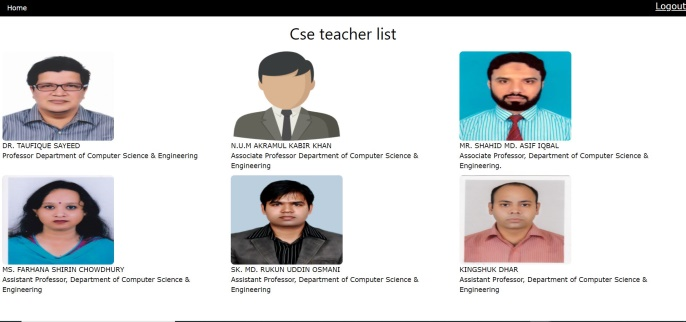 Home
Logout
Cse teacher list
DR. TAUFIQUE SAYEED
Professor Department of Computer Science & Engineering
N.U.M AKRAMUL KABIR KHAN
Associate Professor Department of Computer Science &
Engineering
MR. SHAHID MD. ASIF IQBAL
Associate Professor, Department of Computer Science &
Engineering.
MS. FARHANA SHIRIN CHOWDHURY
Assistant Professor, Department of Computer Science &
Engineering
SK. MD. RUKUN UDDIN OSMANI
Assistant Professor, Department of Computer Science &
Engineering
KINGSHUK DHAR
Assistant Professor, Department of Computer Science &
Engineering